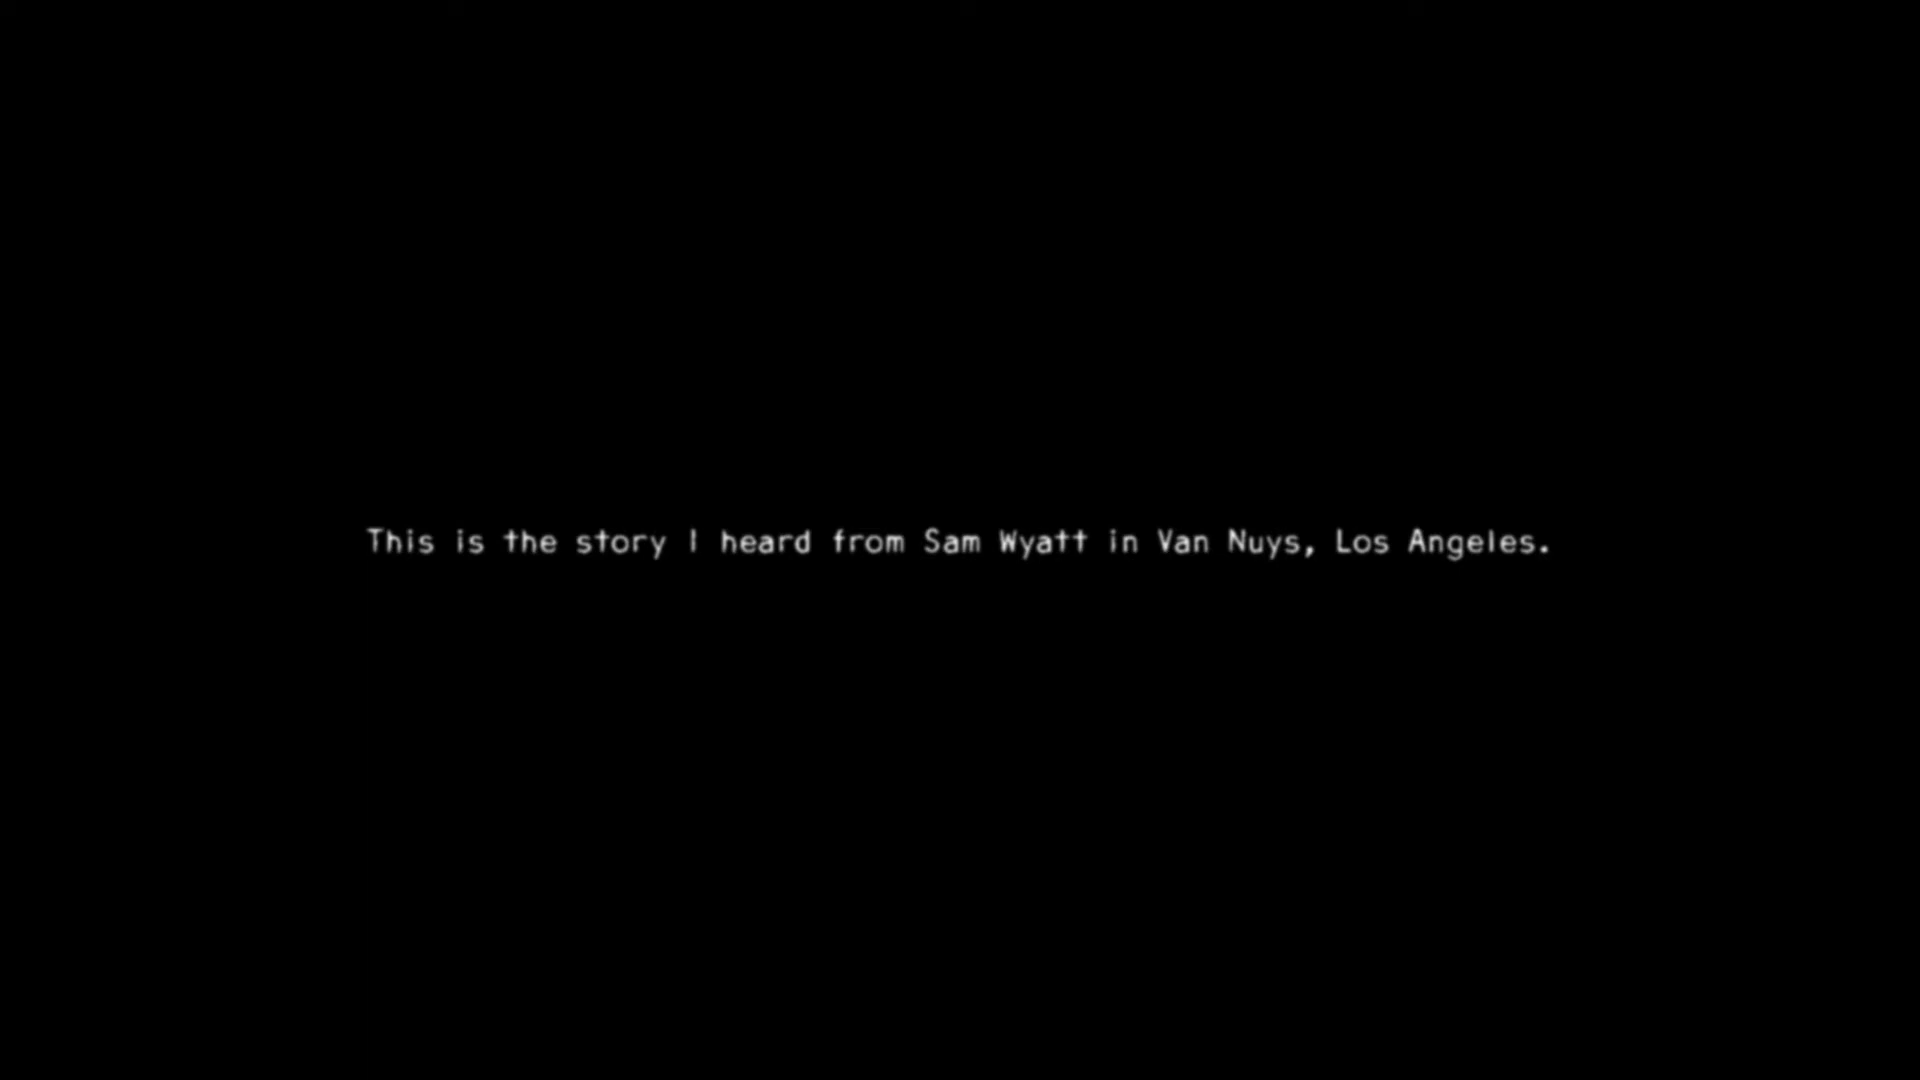 This is the story I heard from Sam Wyatt in Van Nuys, Los Angeles.